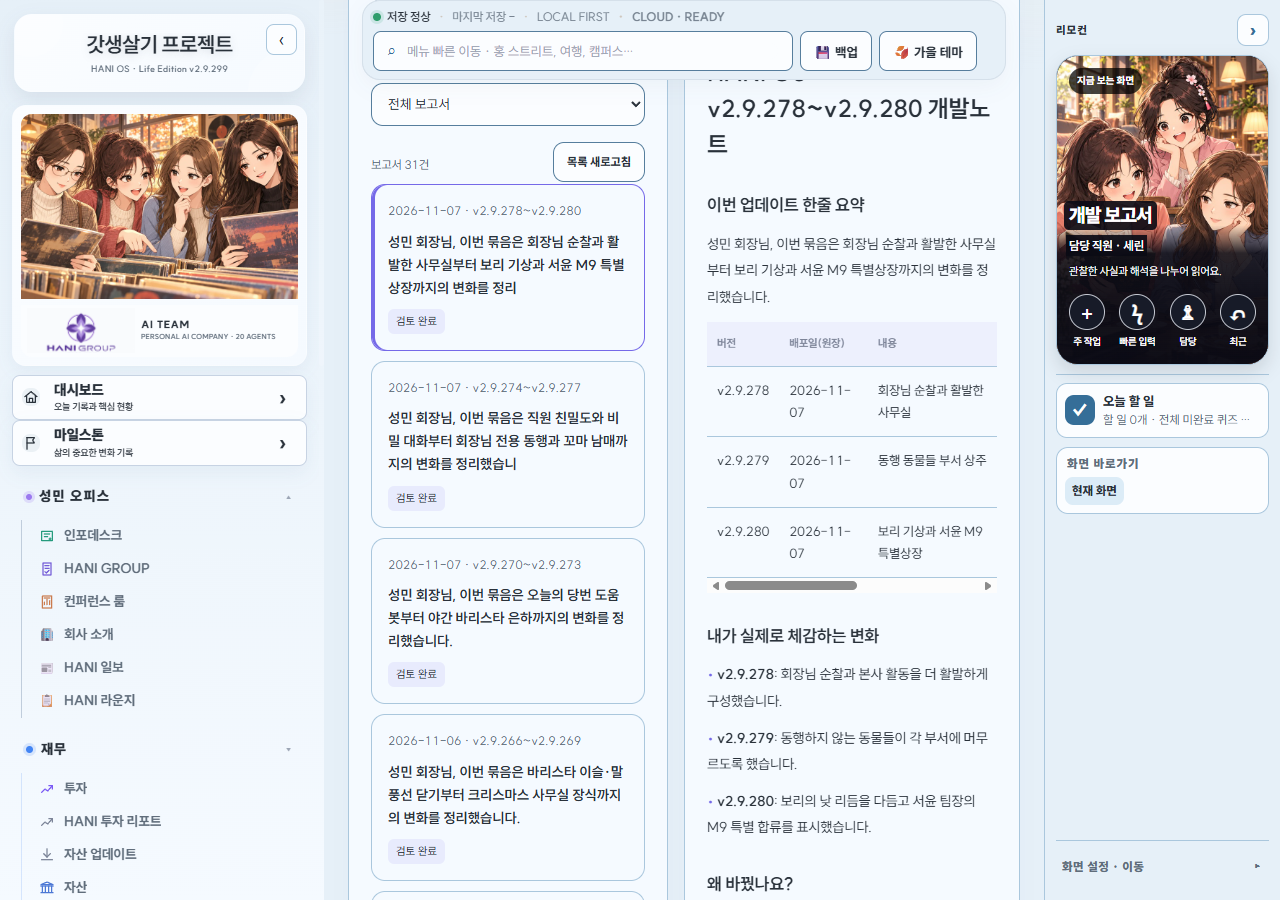 갓생살기 프로젝트
HANI OS · Life Edition v2.9.299
HANI GROUP
AI TEAM
PERSONAL AI COMPANY · 20 AGENTS
대시보드
오늘 기록과 핵심 현황
마일스톤
삶의 중요한 변화 기록
성민 오피스
인포데스크
HANI GROUP
컨퍼런스 룸
회사 소개
HANI 일보
HANI 라운지
재무
투자
HANI 투자 리포트
자산 업데이트
자산
저장 정상 · 마지막 저장 – · LOCAL FIRST · CLOUD · READY
메뉴 빠른 이동 · 홈 스트리트, 여행, 캠퍼스…
백업
가을 테마
전체 보고서
보고서 31건
목록 새로고침
2026-11-07 · v2.9.278~v2.9.280
성민 회장님, 이번 묶음은 회장님 순찰과 활
발한 사무실부터 보리 기상과 서윤 M9 특별
상장까지의 변화를 정리
검토 완료
2026-11-07 · v2.9.274~v2.9.277
성민 회장님, 이번 묶음은 직원 친밀도와 비
밀 대화부터 회장님 전용 동행과 꼬마 남매까
지의 변화를 정리했습니
검토 완료
2026-11-07 · v2.9.270~v2.9.273
성민 회장님, 이번 묶음은 오늘의 당번 도움
봇부터 야간 바리스타 은하까지의 변화를 정
리했습니다.
검토 완료
2026-11-06 · v2.9.266~v2.9.269
성민 회장님, 이번 묶음은 바리스타 이슬·말
풍선 닫기부터 크리스마스 사무실 장식까지
의 변화를 정리했습니다.
검토 완료
v2.9.278~v2.9.280 개발노
트
이번 업데이트 한줄 요약
성민 회장님, 이번 묶음은 회장님 순찰과 활발한 사무실
부터 보리 기상과 서윤 M9 특별상장까지의 변화를 정
리했습니다.
버전 배포일(원장) 내용
v2.9.278 2026-11-07 회장님 순찰과 활발한 사무실
v2.9.279 2026-11-07 동행 동물들 부서 상주
v2.9.280 2026-11-07 보리 기상과 서윤 M9 특별상장
내가 실제로 체감하는 변화
• v2.9.278: 회장님 순찰과 본사 활동을 더 활발하게
구성했습니다.
• v2.9.279: 동행하지 않는 동물들이 각 부서에 머무
르도록 했습니다.
• v2.9.280: 보리의 낮 리듬을 다듬고 서윤 팀장의
M9 특별 합류를 표시했습니다.
왜 바꿨나요?
리모컨
지금 보는 화면
개발 보고서
담당 직원 · 세린
관찰한 사실과 해석을 나누어 읽어요.
주 작업
빠른 입력
담당
최근
오늘 할 일
할 일 0개 · 전체 미완료 퀴즈 …
화면 바로가기
현재 화면
화면 설정 · 이동